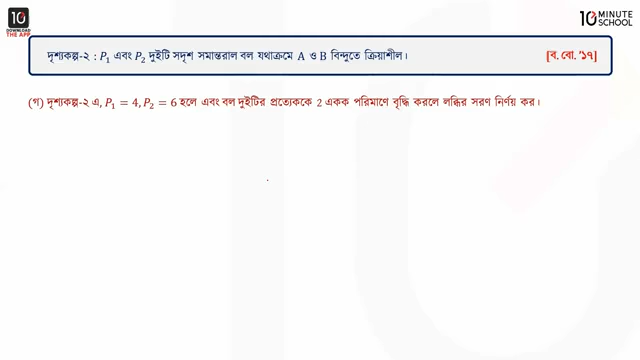 10
DOWNLOAD
THE APP
10 MINUTE
SCHOOL
দৃশ্যকল্প-২ : P₁ এবং P₂ দুইটি সদৃশ সমান্তরাল বল যথাক্রমে A ও B বিন্দুতে ক্রিয়াশীল। [ব. বো. '১৭]
(গ) দৃশ্যকল্প-২ এ, P₁ = 4, P₂ = 6 হলে এবং বল দুইটির প্রত্যেককে 2 একক পরিমাণে বৃদ্ধি করলে লব্ধির সরণ নির্ণয় কর।